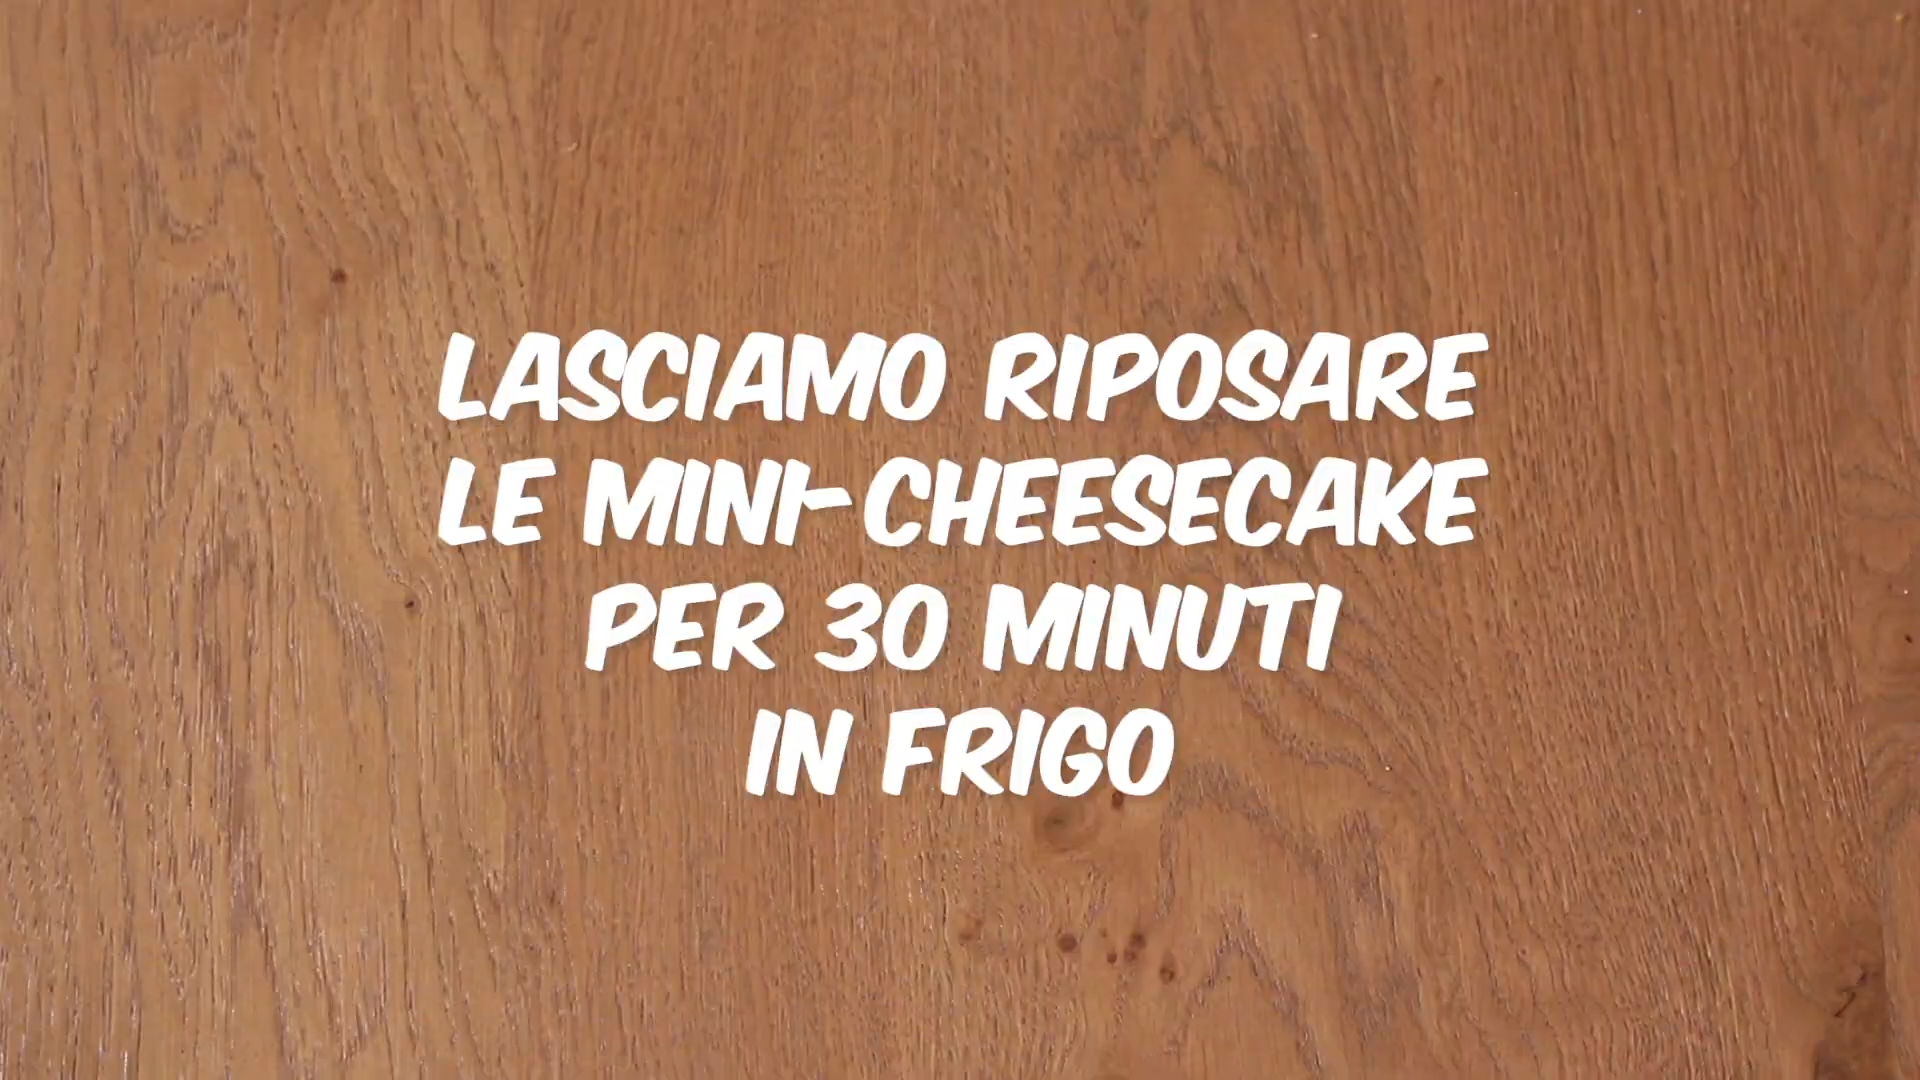 LASCIAMO RIPOSARE
LE MINI-CHEESECAKE
PER 30 MINUTI
IN FRIGO